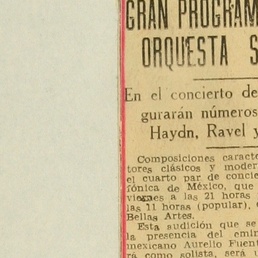 GRAN PROGRAM
ORQUESTA S
En el concierto de
gurarán números
Haydn, Ravel y
Composiciones caract
tores clásicos y moder
el cuarto par de concie
fónica de México, que
viernes a las 21 horas
las 11 horas (popular),
Bellas Artes.
Esta audición que se
la presencia del emin
mexicano Aurelio Fuent
rá como solista, será u